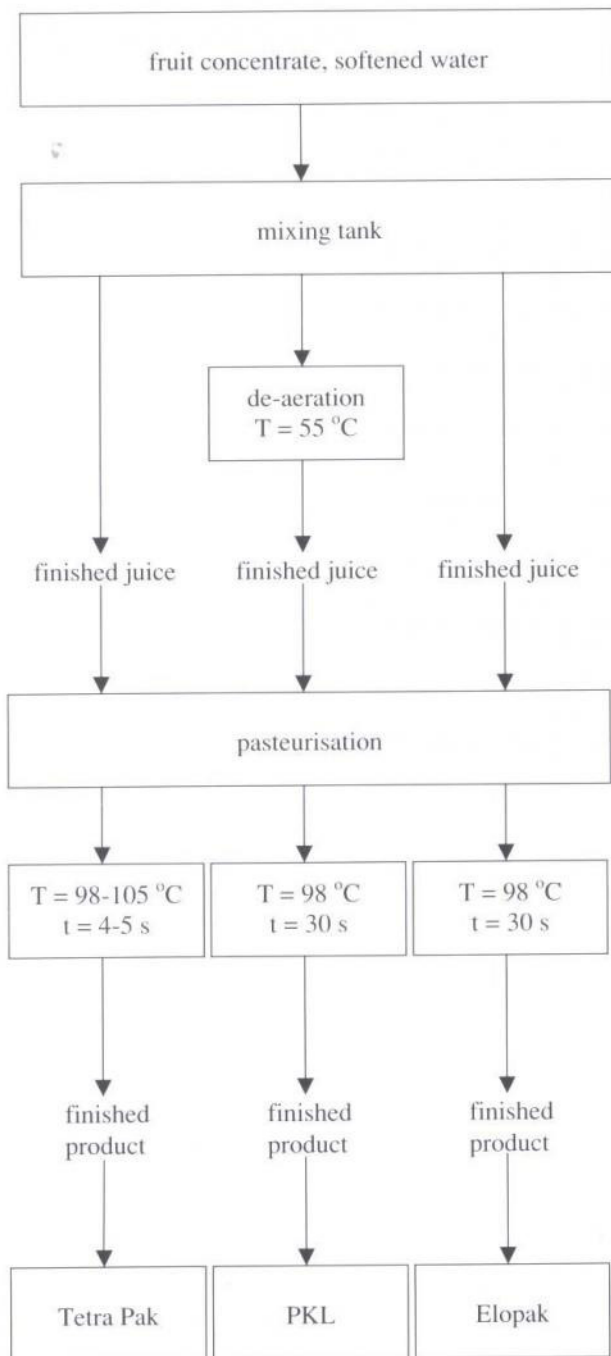 fruit concentrate, softened water
mixing tank
de-aeration
T = 55 °C
finished juice
finished juice
finished juice
pasteurisation
T = 98-105 °C
t = 4-5 s
T = 98 °C
t = 30 s
T = 98 °C
t = 30 s
finished
product
finished
product
finished
product
Tetra Pak
PKL
Elopak